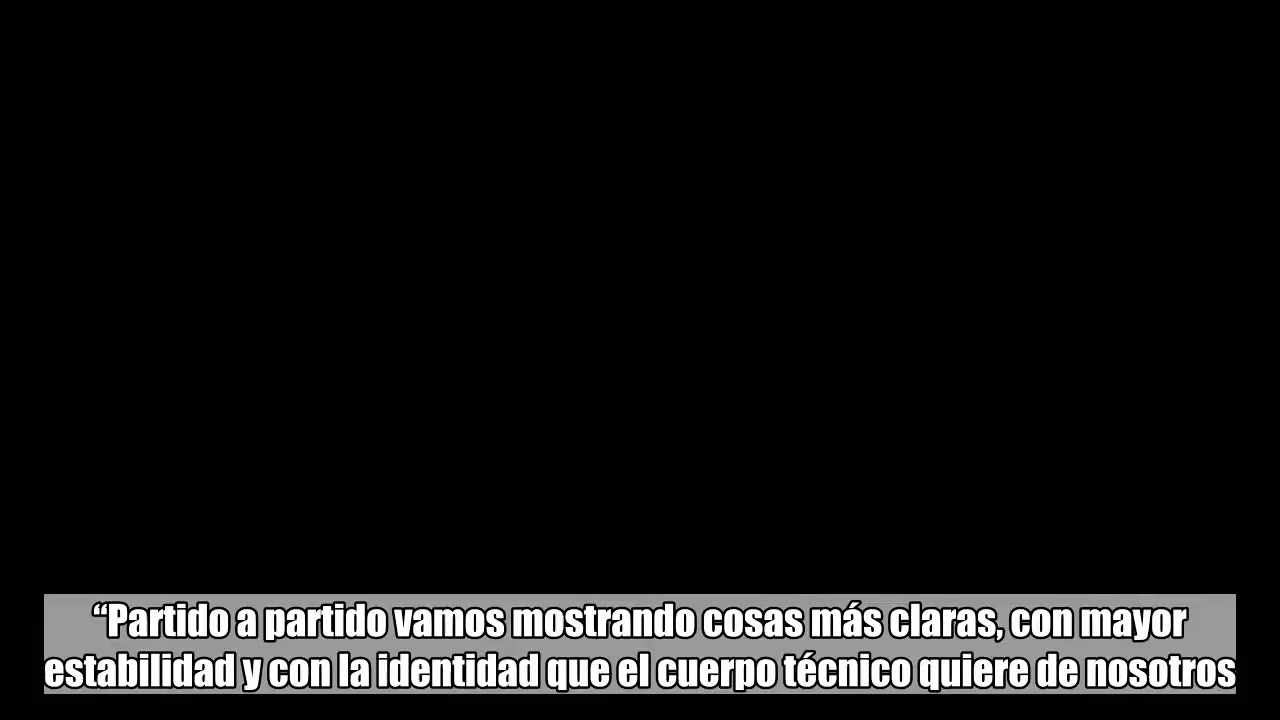 “Partido a partido vamos mostrando cosas más claras, con mayor
estabilidad y con la identidad que el cuerpo técnico quiere de nosotros